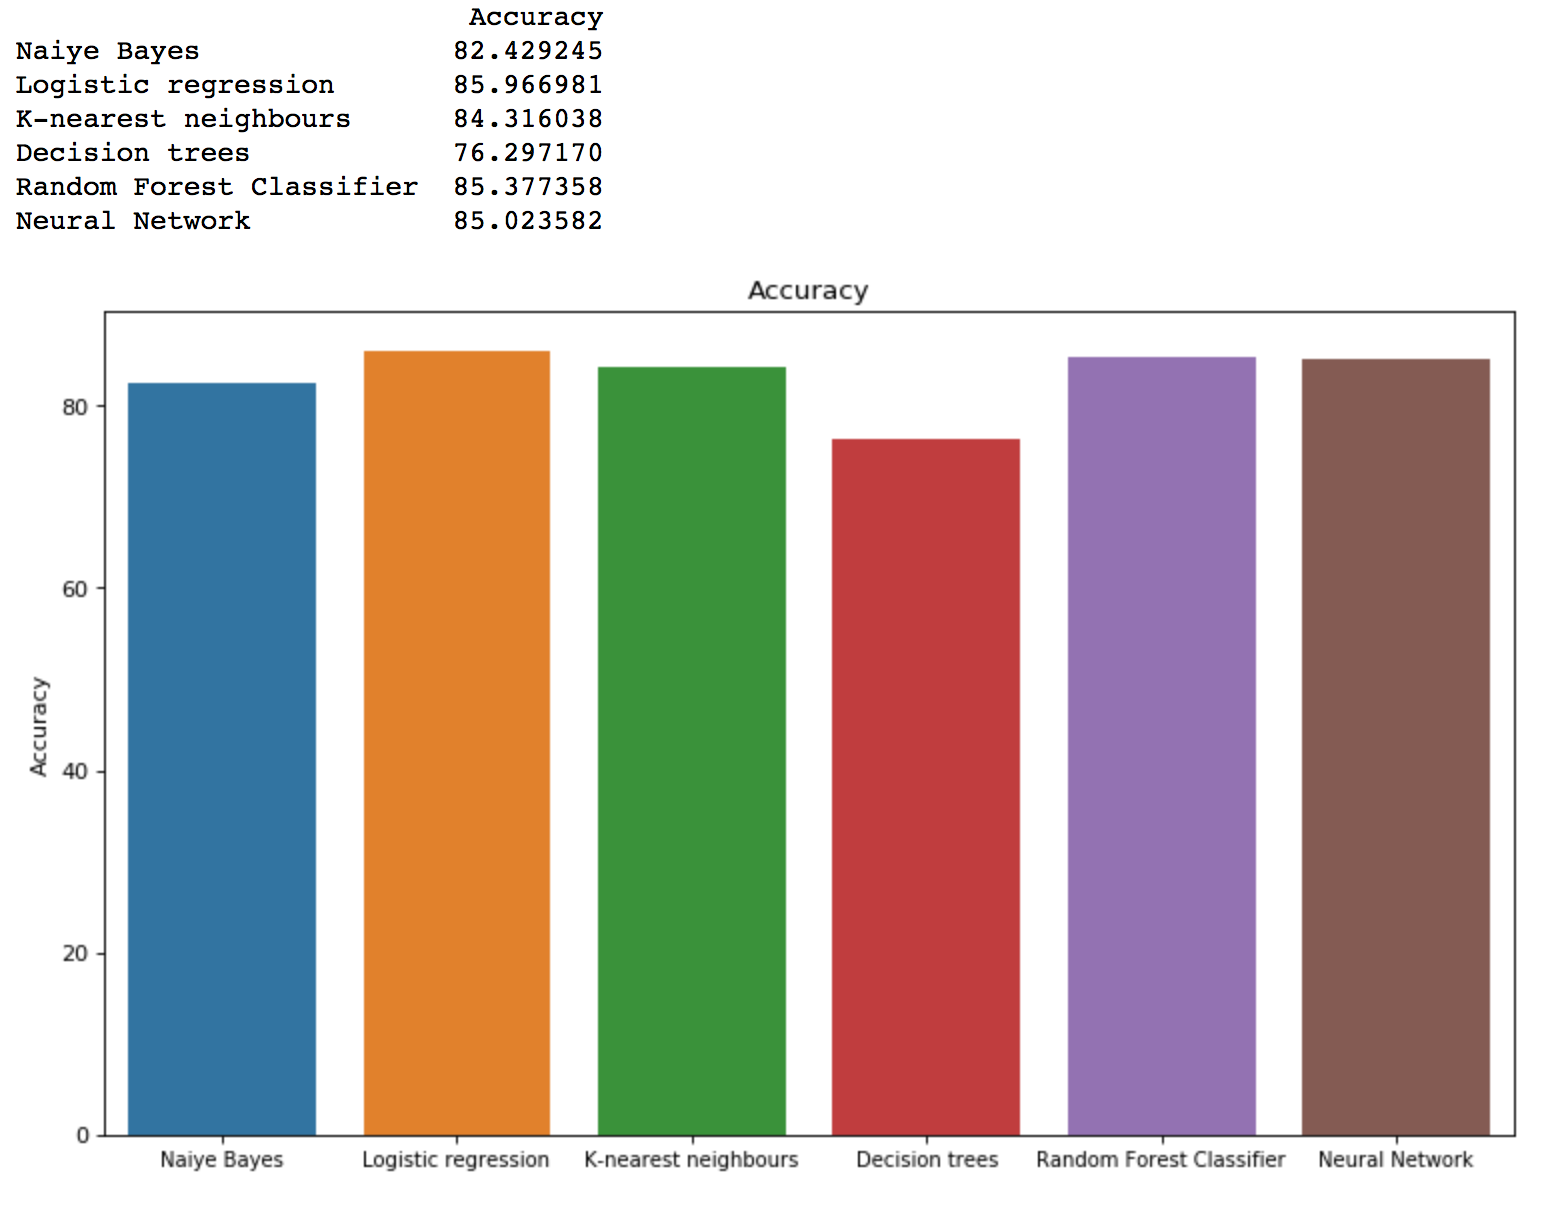 Accuracy
Naiye Bayes 82.429245
Logistic regression 85.966981
K-nearest neighbours 84.316038
Decision trees 76.297170
Random Forest Classifier 85.377358
Neural Network 85.023582
Accuracy
80
60
40
20
0
Accuracy
Naiye Bayes Logistic regression K-nearest neighbours Decision trees Random Forest Classifier Neural Network